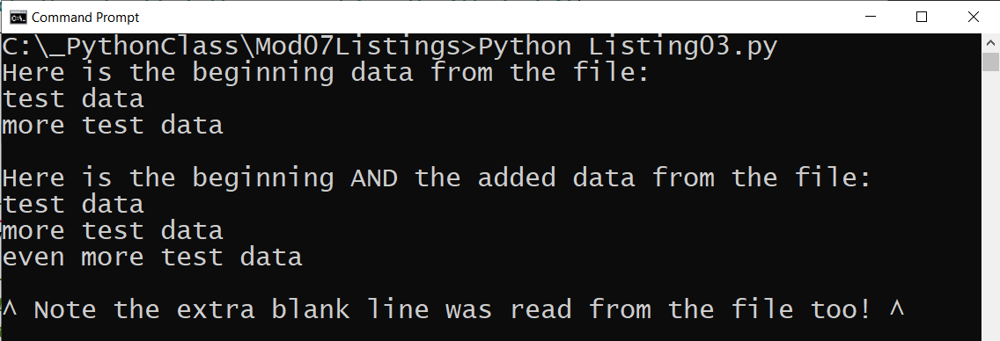 Command Prompt
C:\_PythonClass\Mod07Listings>Python Listing03.py
Here is the beginning data from the file:
test data
more test data
Here is the beginning AND the added data from the file:
test data
more test data
even more test data
^ Note the extra blank line was read from the file too! ^